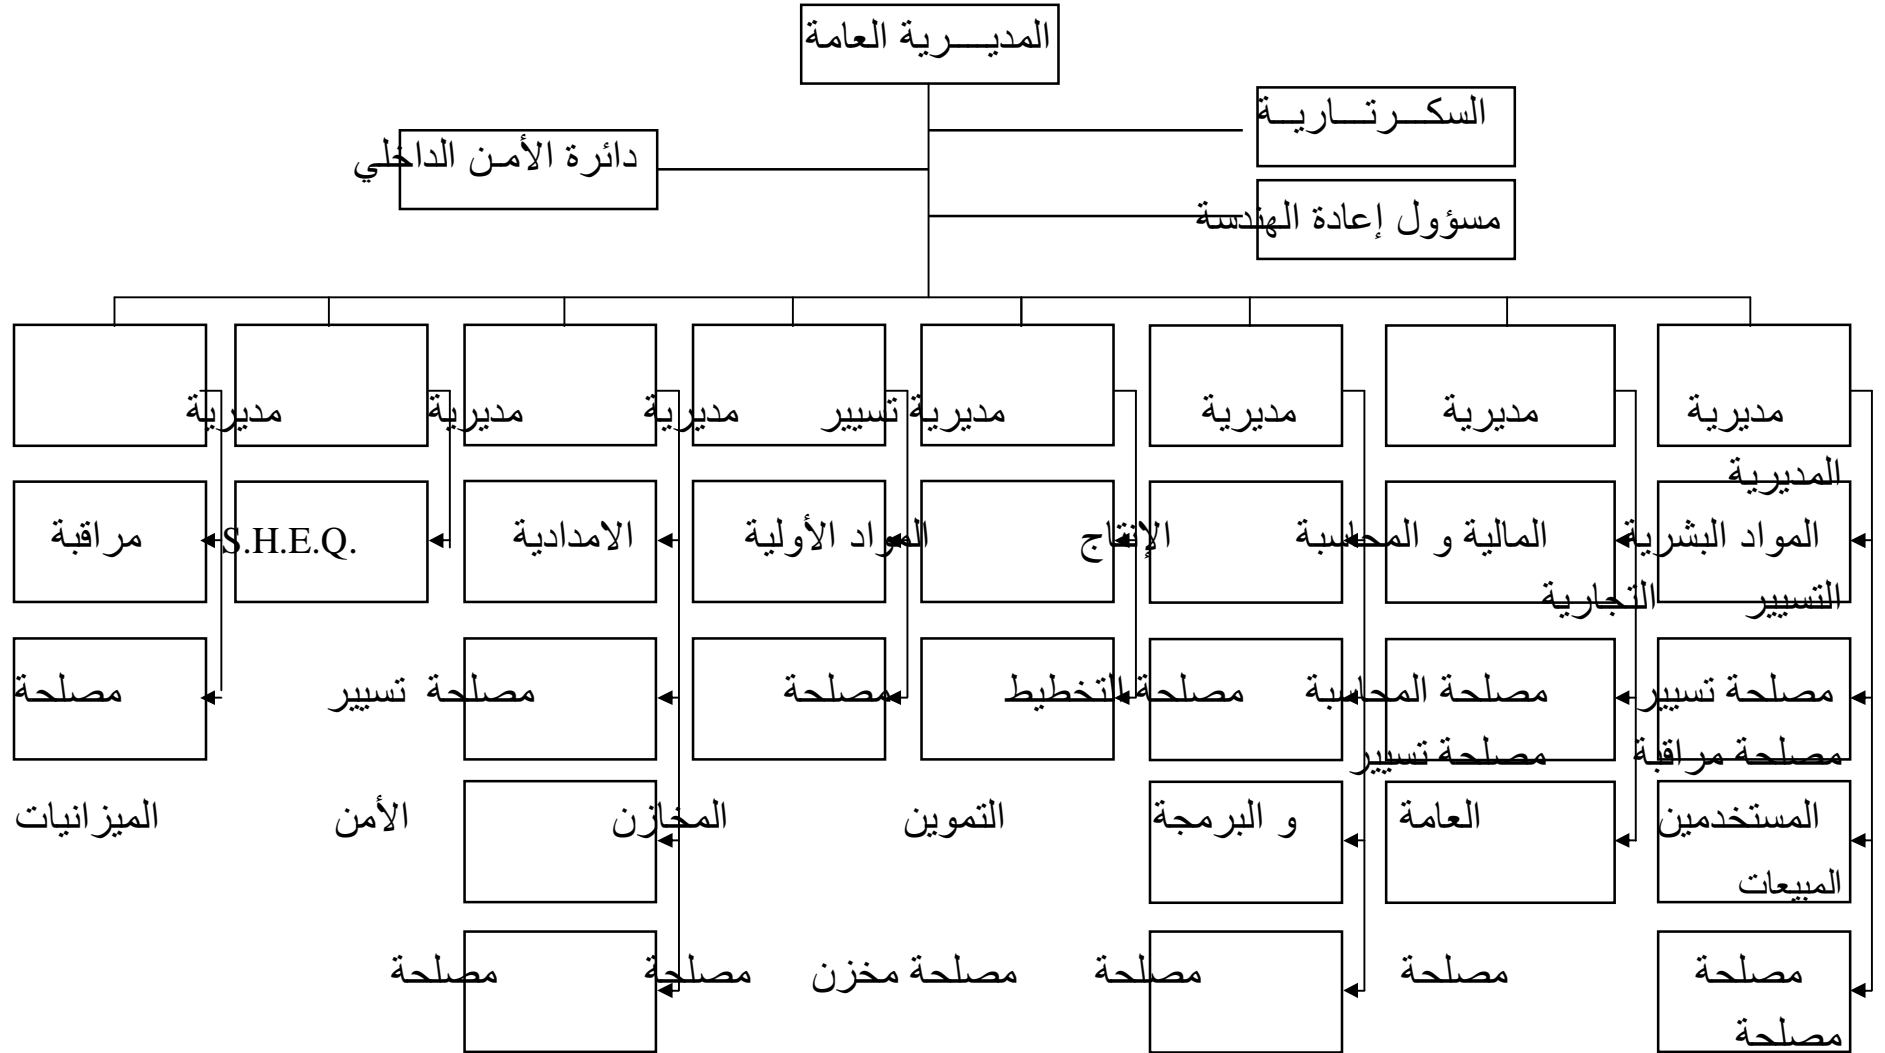 المديـــــرية العامة
السكـــرتـــاريـــة
دائرة الأمـن الداخلي
مسؤول إعادة الهندسة
مديرية مديرية مديرية مديرية تسيير مديرية مديرية مديرية
المديرية
المواد البشرية المالية و المحاسبة الإنتاج المواد الأولية الامدادية S.H.E.Q. مراقبة
التسيير التجارية
مصلحة تسيير مصلحة المحاسبة مصلحة التخطيط مصلحة مصلحة تسيير مصلحة
مصلحة مراقبة مصلحة تسيير
المستخدمين العامة و البرمجة التموين المخازن الأمن الميزانيات
المبيعات
مصلحة مصلحة مصلحة مصلحة مخزن مصلحة مصلحة
مصلحة